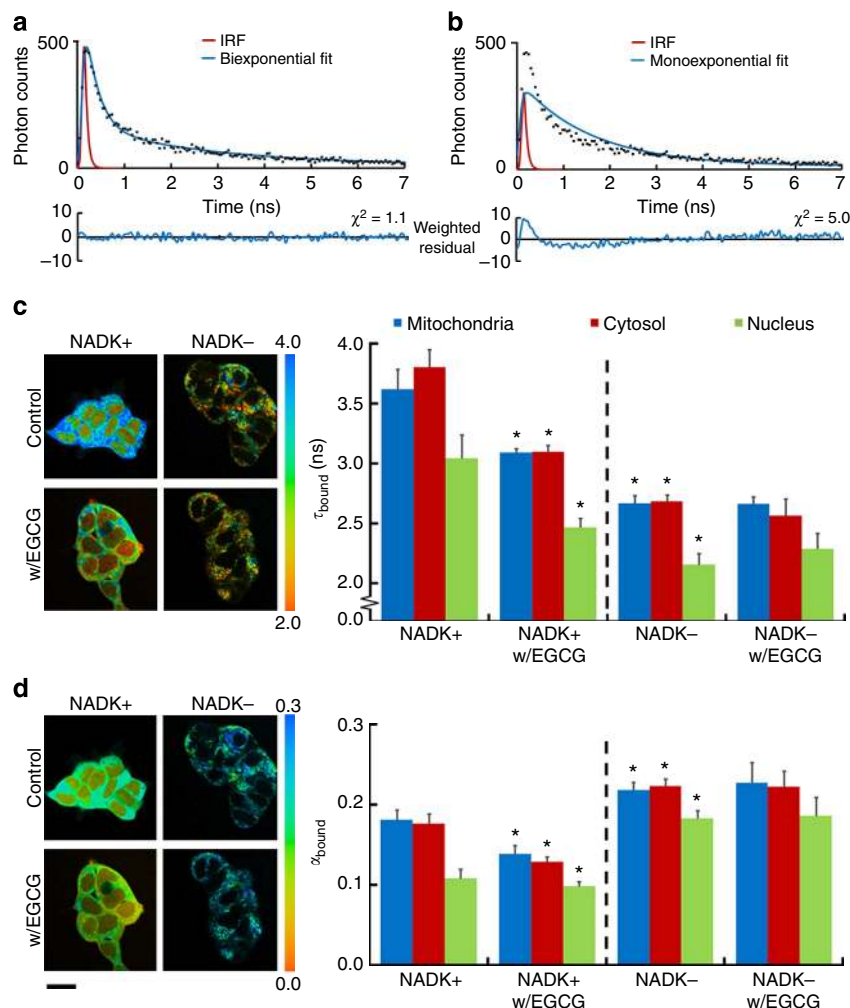 a
500
Photon counts
0
IRF
Biexponential fit
0 1 2 3 4 5 6 7
Time (ns)
10
0
−10
χ² = 1.1
Weighted
residual
b
500
Photon counts
0
IRF
Monoexponential fit
0 1 2 3 4 5 6 7
Time (ns)
10
0
−10
χ² = 5.0
c
NADK+ NADK−
Control
w/EGCG
4.0
2.0
Mitochondria Cytosol Nucleus
τbound (ns)
4.0
3.5
3.0
2.5
2.0
0.0
* * *
* * *
NADK+ NADK+ NADK− NADK−
w/EGCG w/EGCG
d
NADK+ NADK−
Control
w/EGCG
0.3
0.0
αbound
0.3
0.2
0.1
0.0
* * *
* * *
NADK+ NADK+ NADK− NADK−
w/EGCG w/EGCG